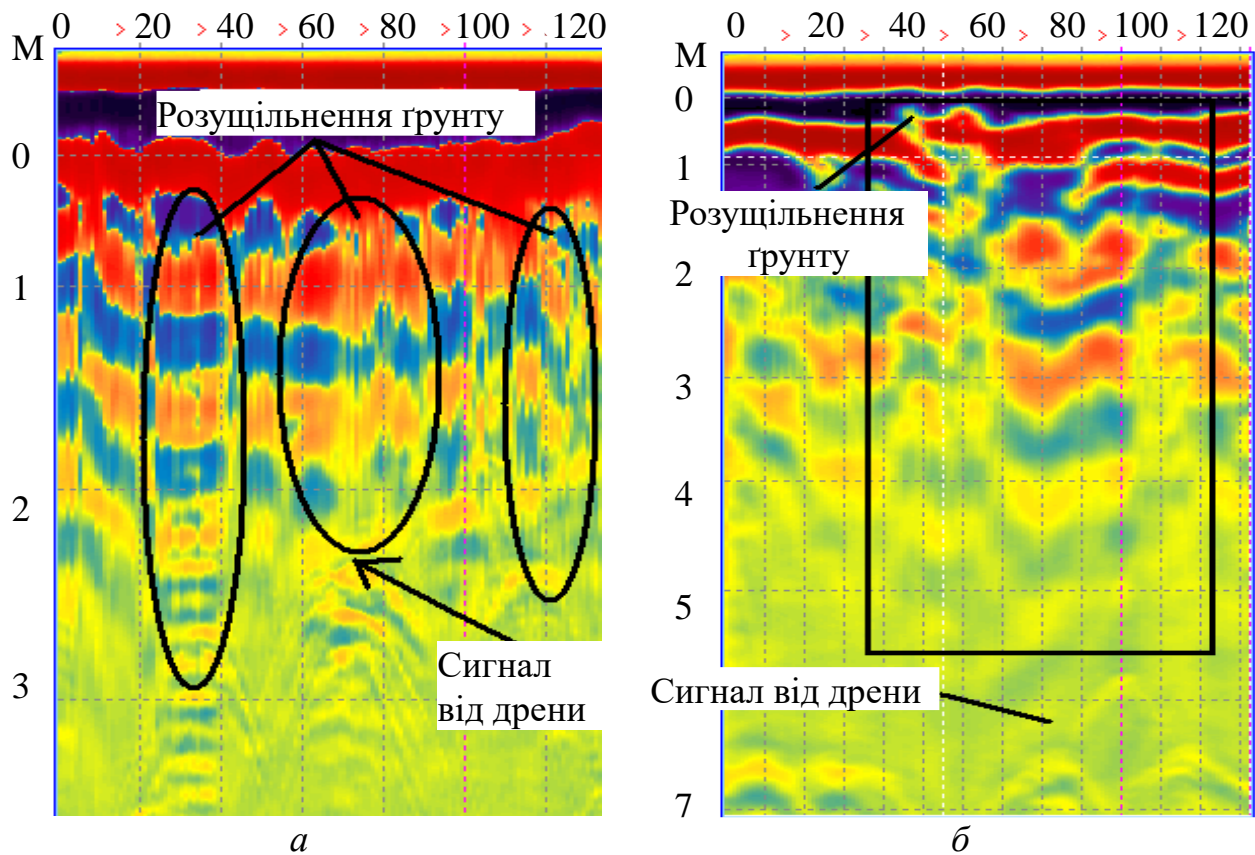 0 > 20 > 40 > 60 > 80 > 100 > 120
М
Розущільнення ґрунту
0
1
2
3
Сигнал
від дрени
а
0 > 20 > 40 > 60 > 80 > 100 > 120
М
0
1
Розущільнення
ґрунту
2
3
4
5
Сигнал від дрени
7
б